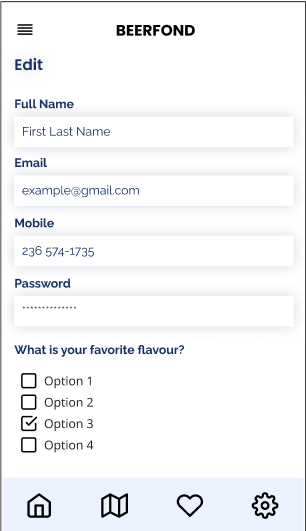 BEERFOND
Edit
Full Name
First Last Name
Email
example@gmail.com
Mobile
236 574-1735
Password
**************
What is your favorite flavour?
Option 1
Option 2
Option 3
Option 4